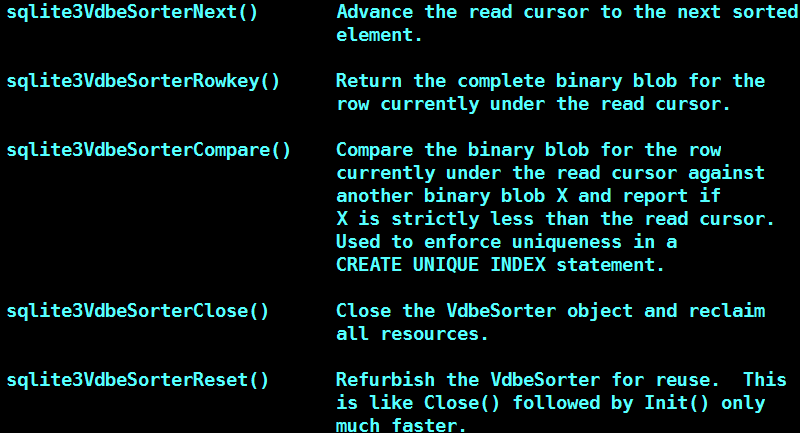 sqlite3VdbeSorterNext()       Advance the read cursor to the next sorted
                              element.

sqlite3VdbeSorterRowkey()     Return the complete binary blob for the
                              row currently under the read cursor.

sqlite3VdbeSorterCompare()    Compare the binary blob for the row
                              currently under the read cursor against
                              another binary blob X and report if
                              X is strictly less than the read cursor.
                              Used to enforce uniqueness in a
                              CREATE UNIQUE INDEX statement.

sqlite3VdbeSorterClose()      Close the VdbeSorter object and reclaim
                              all resources.

sqlite3VdbeSorterReset()      Refurbish the VdbeSorter for reuse.  This
                              is like Close() followed by Init() only
                              much faster.